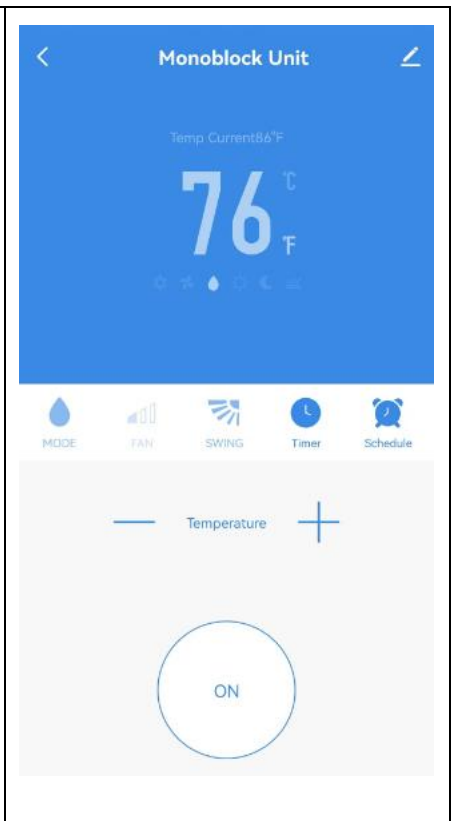 Monoblock Unit
Temp Current86°F
76
℃
℉
MODE
FAN
SWING
Timer
Schedule
Temperature
ON